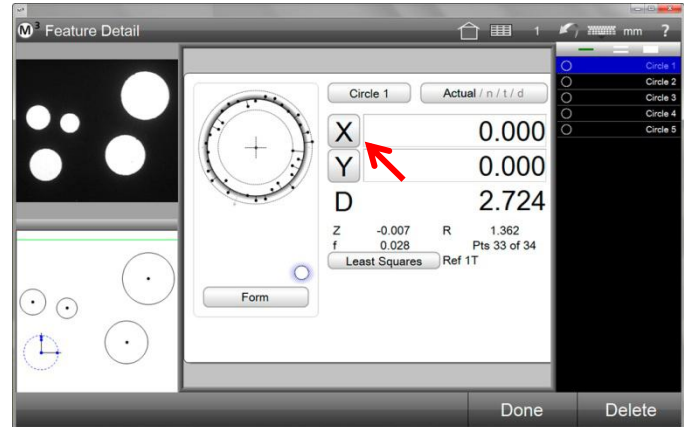 M³ Feature Detail 1 mm ?
Circle 1 Actual / n / t / d
X 0.000
Y 0.000
D 2.724
Z -0.007 R 1.362
f 0.028 Pts 33 of 34
Least Squares Ref 1T
Form
Circle 1
Circle 2
Circle 3
Circle 4
Circle 5
Done Delete